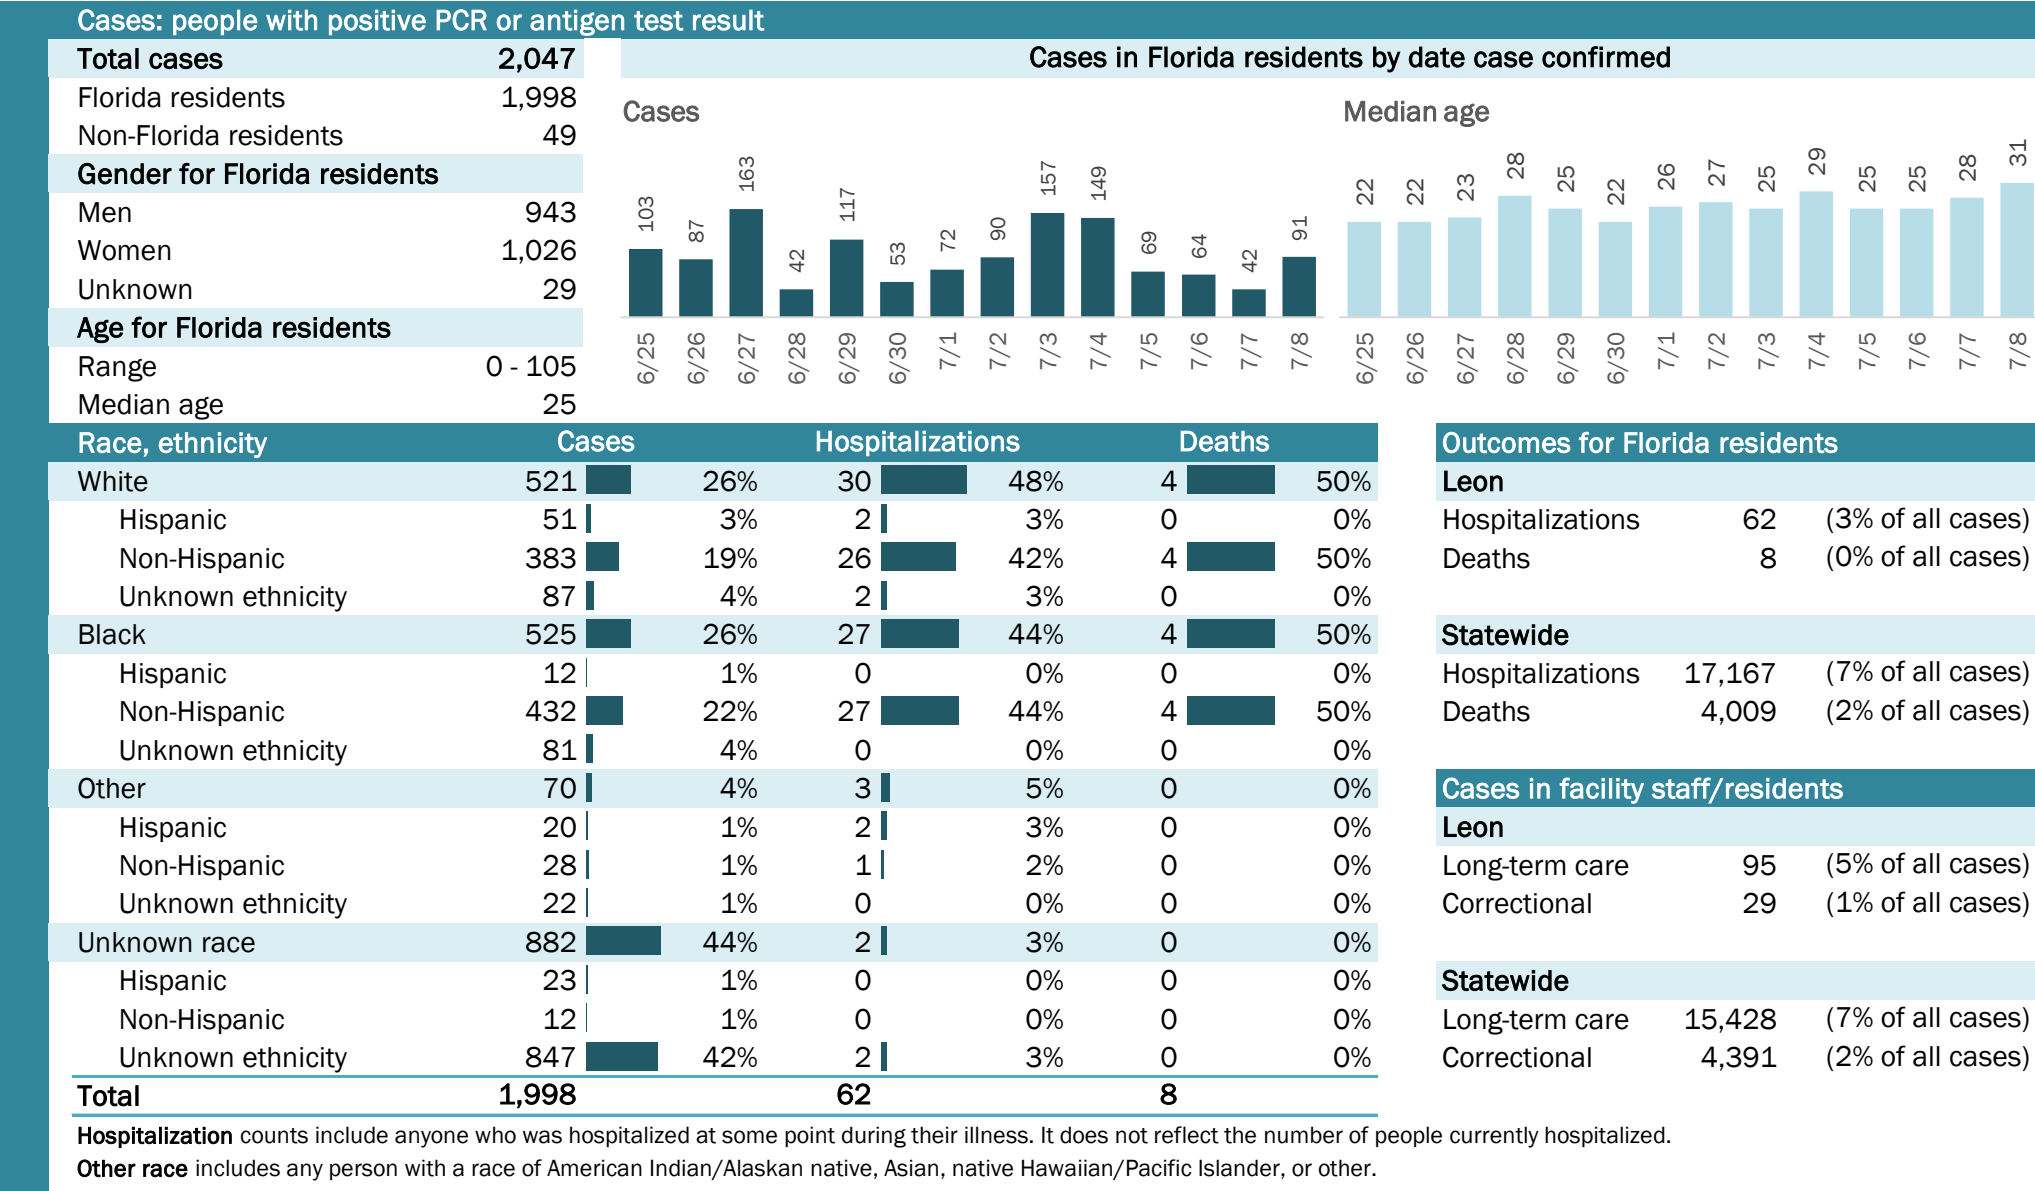 Cases: people with positive PCR or antigen test result
Total cases 2,047
Florida residents 1,998
Non-Florida residents 49
Gender for Florida residents
Men 943
Women 1,026
Unknown 29
Age for Florida residents
Range 0 - 105
Median age 25
Cases in Florida residents by date case confirmed
Cases
103 87 163 42 117 53 72 90 157 149 69 64 42 91
6/25 6/26 6/27 6/28 6/29 6/30 7/1 7/2 7/3 7/4 7/5 7/6 7/7 7/8
Median age
22 22 23 28 25 22 26 27 25 29 25 25 28 31
6/25 6/26 6/27 6/28 6/29 6/30 7/1 7/2 7/3 7/4 7/5 7/6 7/7 7/8
Race, ethnicity Cases Hospitalizations Deaths
White 521 26% 30 48% 4 50%
Hispanic 51 3% 2 3% 0 0%
Non-Hispanic 383 19% 26 42% 4 50%
Unknown ethnicity 87 4% 2 3% 0 0%
Black 525 26% 27 44% 4 50%
Hispanic 12 1% 0 0% 0 0%
Non-Hispanic 432 22% 27 44% 4 50%
Unknown ethnicity 81 4% 0 0% 0 0%
Other 70 4% 3 5% 0 0%
Hispanic 20 1% 2 3% 0 0%
Non-Hispanic 28 1% 1 2% 0 0%
Unknown ethnicity 22 1% 0 0% 0 0%
Unknown race 882 44% 2 3% 0 0%
Hispanic 23 1% 0 0% 0 0%
Non-Hispanic 12 1% 0 0% 0 0%
Unknown ethnicity 847 42% 2 3% 0 0%
Total 1,998 62 8
Outcomes for Florida residents
Leon
Hospitalizations 62 (3% of all cases)
Deaths 8 (0% of all cases)
Statewide
Hospitalizations 17,167 (7% of all cases)
Deaths 4,009 (2% of all cases)
Cases in facility staff/residents
Leon
Long-term care 95 (5% of all cases)
Correctional 29 (1% of all cases)
Statewide
Long-term care 15,428 (7% of all cases)
Correctional 4,391 (2% of all cases)
Hospitalization counts include anyone who was hospitalized at some point during their illness. It does not reflect the number of people currently hospitalized.
Other race includes any person with a race of American Indian/Alaskan native, Asian, native Hawaiian/Pacific Islander, or other.